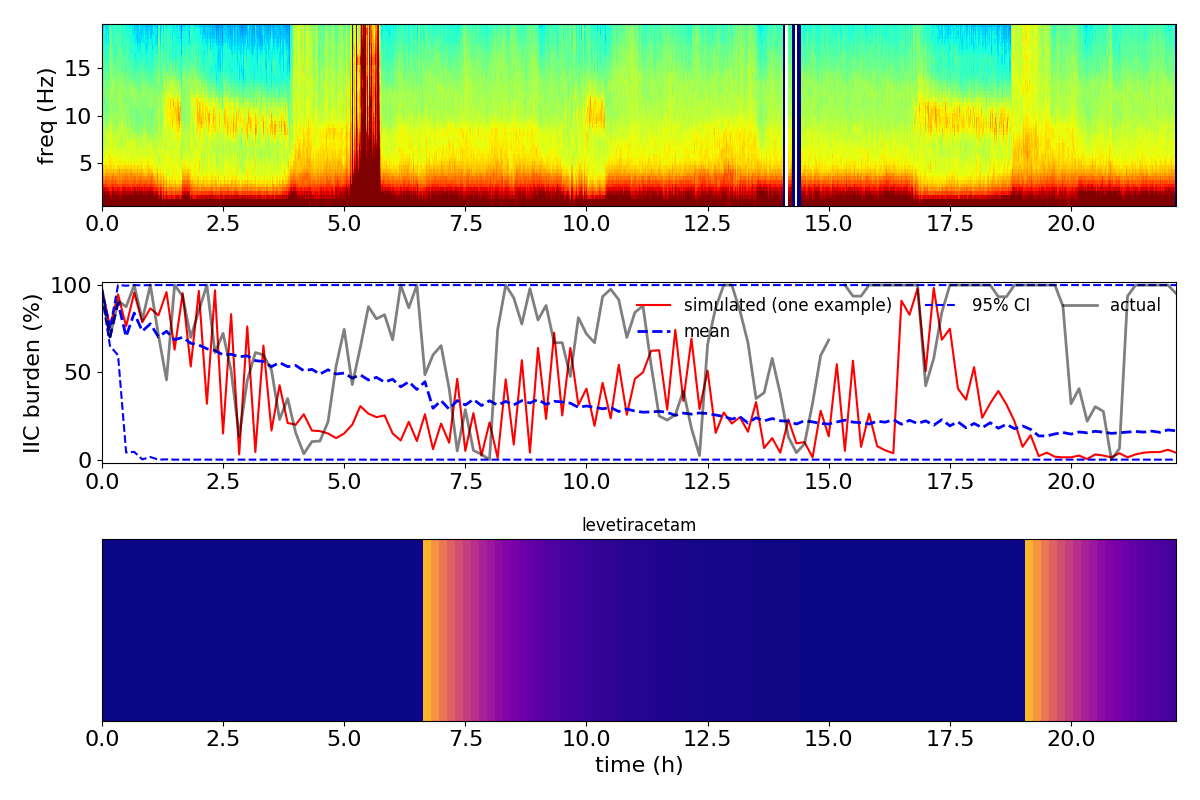 15
10
5
freq (Hz)
0.0 2.5 5.0 7.5 10.0 12.5 15.0 17.5 20.0
100
50
0
IIC burden (%)
simulated (one example) 95% CI actual
mean
0.0 2.5 5.0 7.5 10.0 12.5 15.0 17.5 20.0
levetiracetam
0.0 2.5 5.0 7.5 10.0 12.5 15.0 17.5 20.0
time (h)